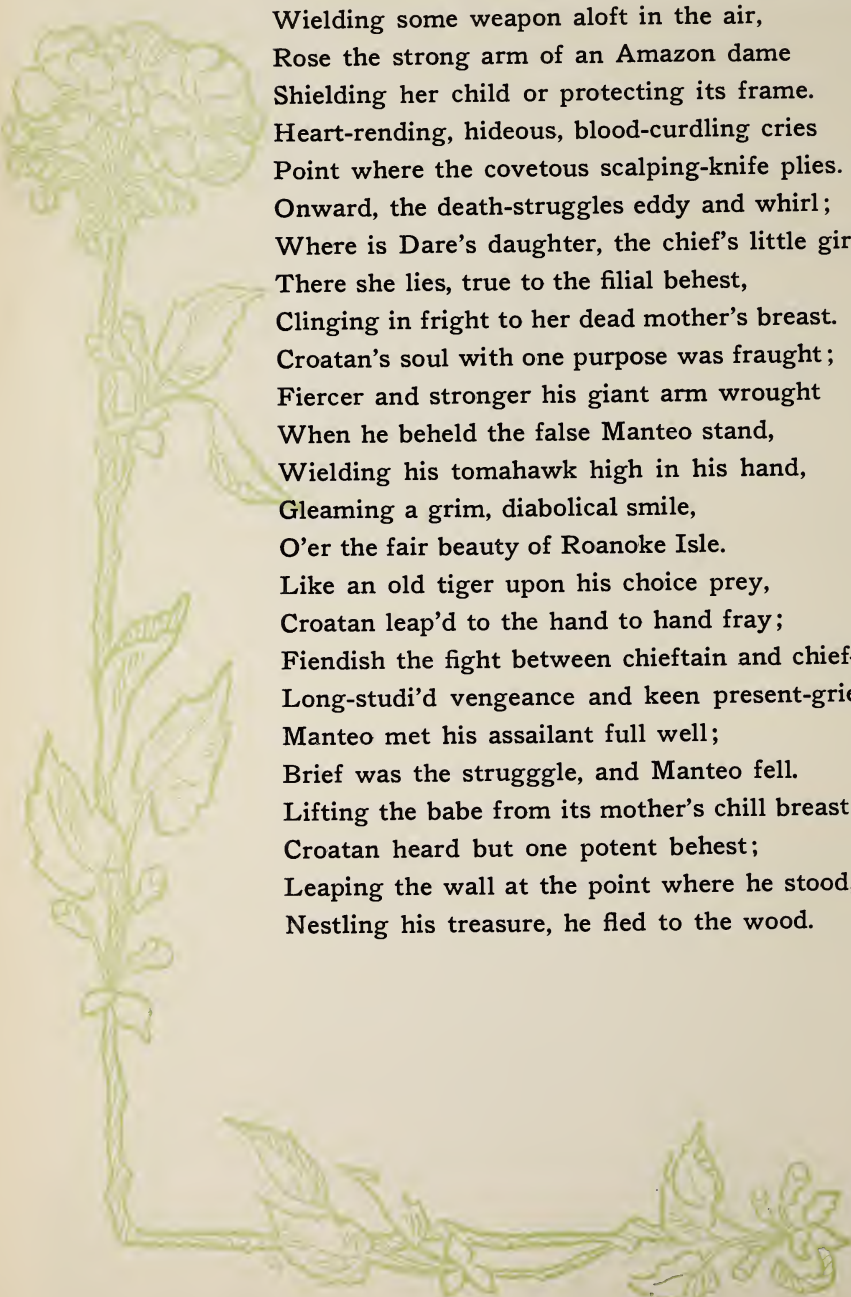 Wielding some weapon aloft in the air,
Rose the strong arm of an Amazon dame
Shielding her child or protecting its frame.
Heart-rending, hideous, blood-curdling cries
Point where the covetous scalping-knife plies.
Onward, the death-struggles eddy and whirl;
Where is Dare's daughter, the chief's little gir
There she lies, true to the filial behest,
Clinging in fright to her dead mother's breast.
Croatan's soul with one purpose was fraught;
Fiercer and stronger his giant arm wrought
When he beheld the false Manteo stand,
Wielding his tomahawk high in his hand,
Gleaming a grim, diabolical smile,
O'er the fair beauty of Roanoke Isle.
Like an old tiger upon his choice prey,
Croatan leap'd to the hand to hand fray;
Fiendish the fight between chieftain and chief-
Long-studi'd vengeance and keen present-grie
Manteo met his assailant full well;
Brief was the strugggle, and Manteo fell.
Lifting the babe from its mother's chill breast
Croatan heard but one potent behest;
Leaping the wall at the point where he stood
Nestling his treasure, he fled to the wood.